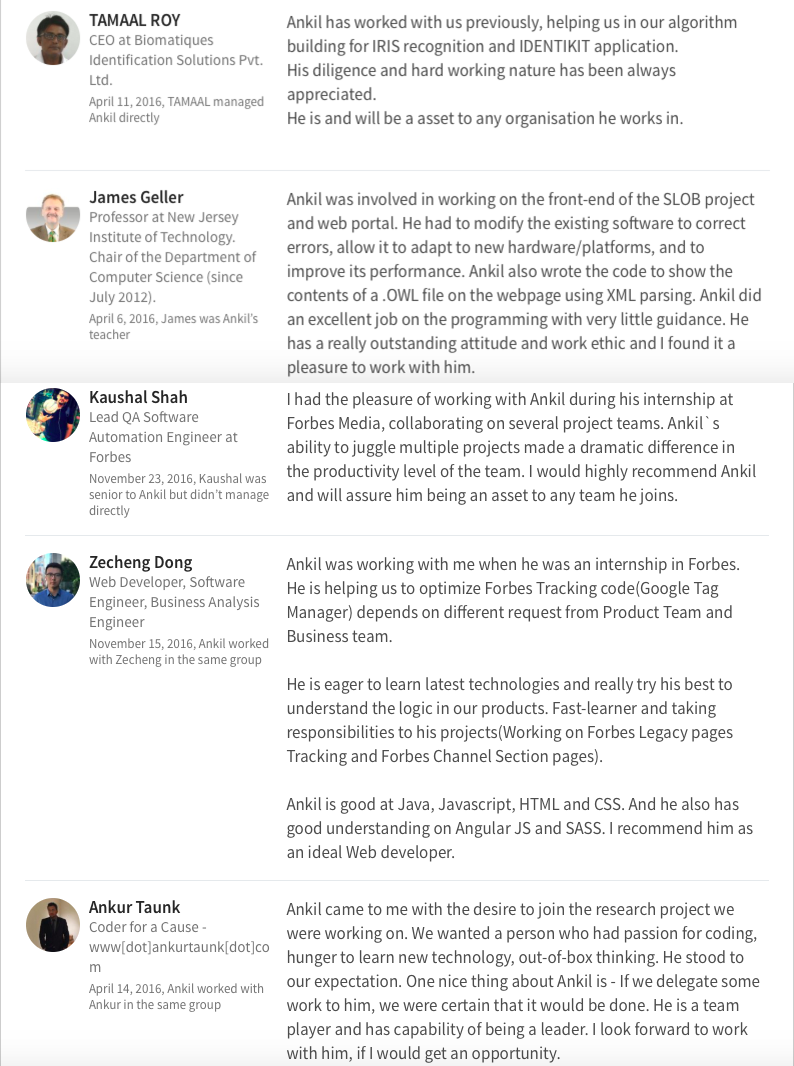 TAMAAL ROY
CEO at Biomatiques
Identification Solutions Pvt.
Ltd.
April 11, 2016, TAMAAL managed
Ankil directly
Ankil has worked with us previously, helping us in our algorithm
building for IRIS recognition and IDENTIKIT application.
His diligence and hard working nature has been always
appreciated.
He is and will be a asset to any organisation he works in.
James Geller
Professor at New Jersey
Institute of Technology.
Chair of the Department of
Computer Science (since
July 2012).
April 6, 2016, James was Ankil's
teacher
Ankil was involved in working on the front-end of the SLOB project
and web portal. He had to modify the existing software to correct
errors, allow it to adapt to new hardware/platforms, and to
improve its performance. Ankil also wrote the code to show the
contents of a .OWL file on the webpage using XML parsing. Ankil did
an excellent job on the programming with very little guidance. He
has a really outstanding attitude and work ethic and I found it a
pleasure to work with him.
Kaushal Shah
Lead QA Software
Automation Engineer at
Forbes
November 23, 2016, Kaushal was
senior to Ankil but didn't manage
directly
I had the pleasure of working with Ankil during his internship at
Forbes Media, collaborating on several project teams. Ankil`s
ability to juggle multiple projects made a dramatic difference in
the productivity level of the team. I would highly recommend Ankil
and will assure him being an asset to any team he joins.
Zecheng Dong
Web Developer, Software
Engineer, Business Analysis
Engineer
November 15, 2016, Ankil worked
with Zecheng in the same group
Ankil was working with me when he was an internship in Forbes.
He is helping us to optimize Forbes Tracking code(Google Tag
Manager) depends on different request from Product Team and
Business team.
He is eager to learn latest technologies and really try his best to
understand the logic in our products. Fast-learner and taking
responsibilities to his projects(Working on Forbes Legacy pages
Tracking and Forbes Channel Section pages).
Ankil is good at Java, Javascript, HTML and CSS. And he also has
good understanding on Angular JS and SASS. I recommend him as
an ideal Web developer.
Ankur Taunk
Coder for a Cause -
www[dot]ankurtaunk[dot]co
m
April 14, 2016, Ankil worked with
Ankur in the same group
Ankil came to me with the desire to join the research project we
were working on. We wanted a person who had passion for coding,
hunger to learn new technology, out-of-box thinking. He stood to
our expectation. One nice thing about Ankil is - If we delegate some
work to him, we were certain that it would be done. He is a team
player and has capability of being a leader. I look forward to work
with him, if I would get an opportunity.